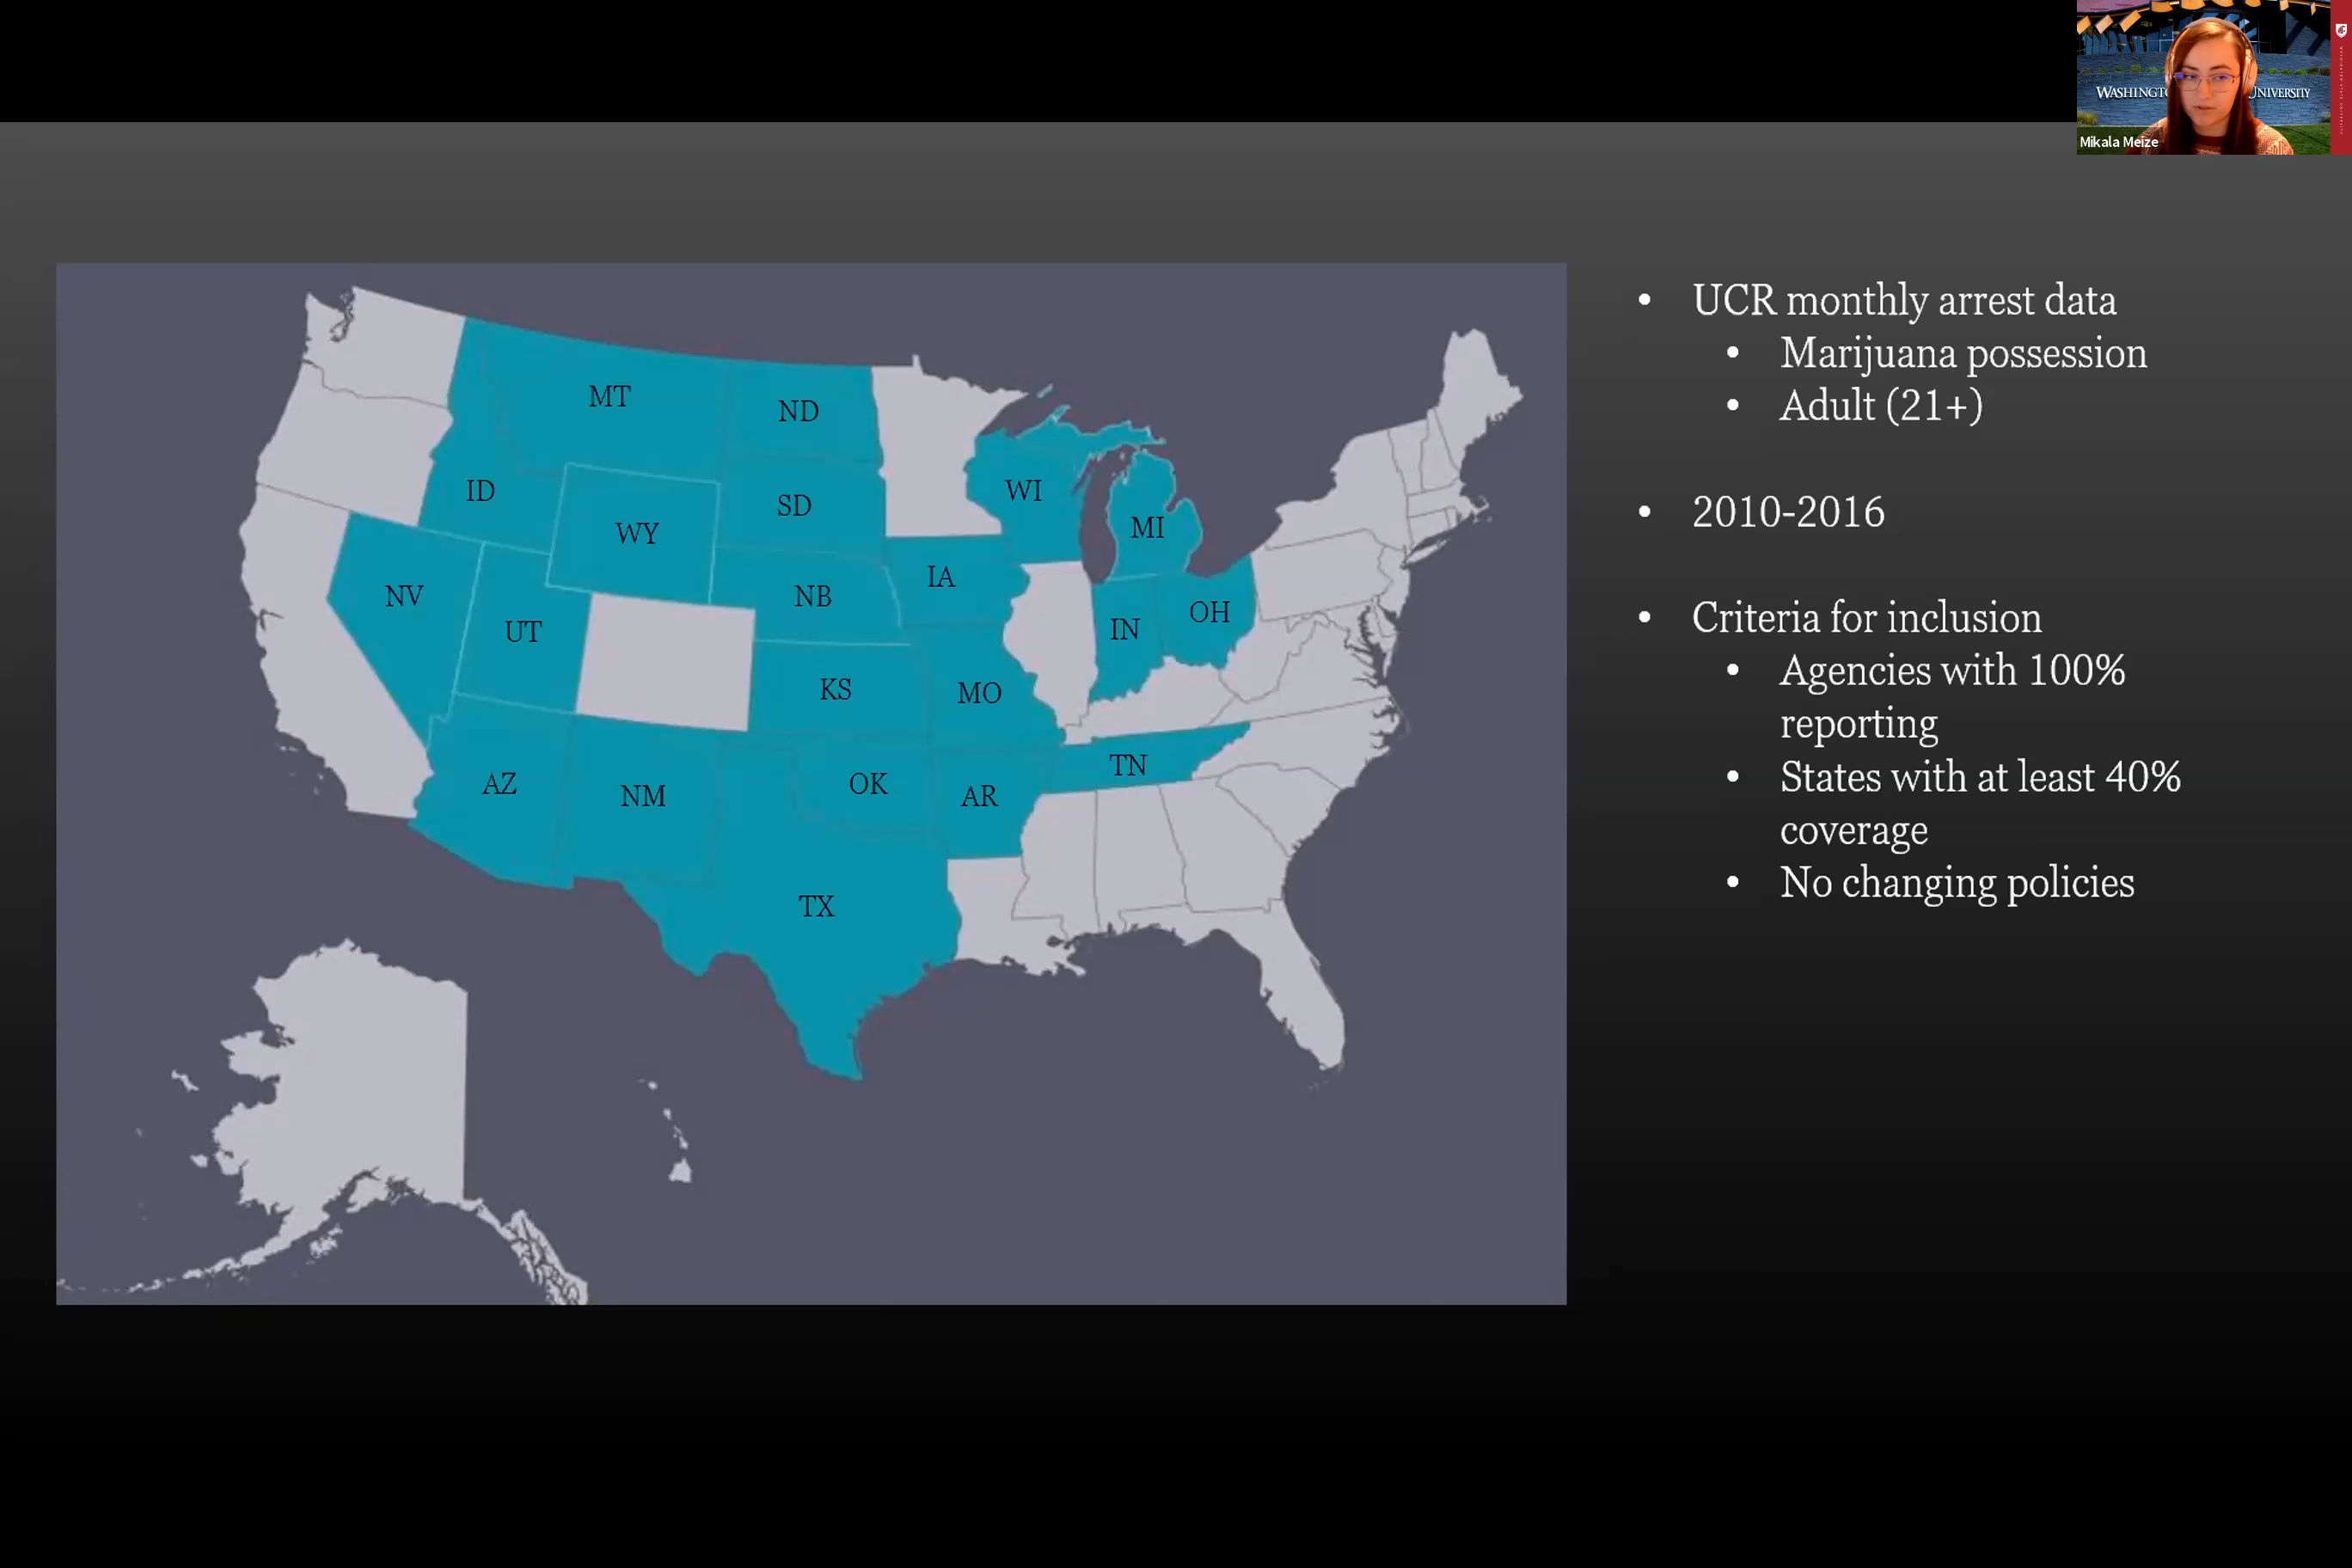 WASHINGT UNIVERSITY
Mikala Meize
MT
ND
ID
SD
WI
WY
MI
NV
NB
IA
UT
IN
OH
KS
MO
AZ
NM
OK
AR
TN
TX
• UCR monthly arrest data
• Marijuana possession
• Adult (21+)
• 2010-2016
• Criteria for inclusion
• Agencies with 100%
reporting
• States with at least 40%
coverage
• No changing policies